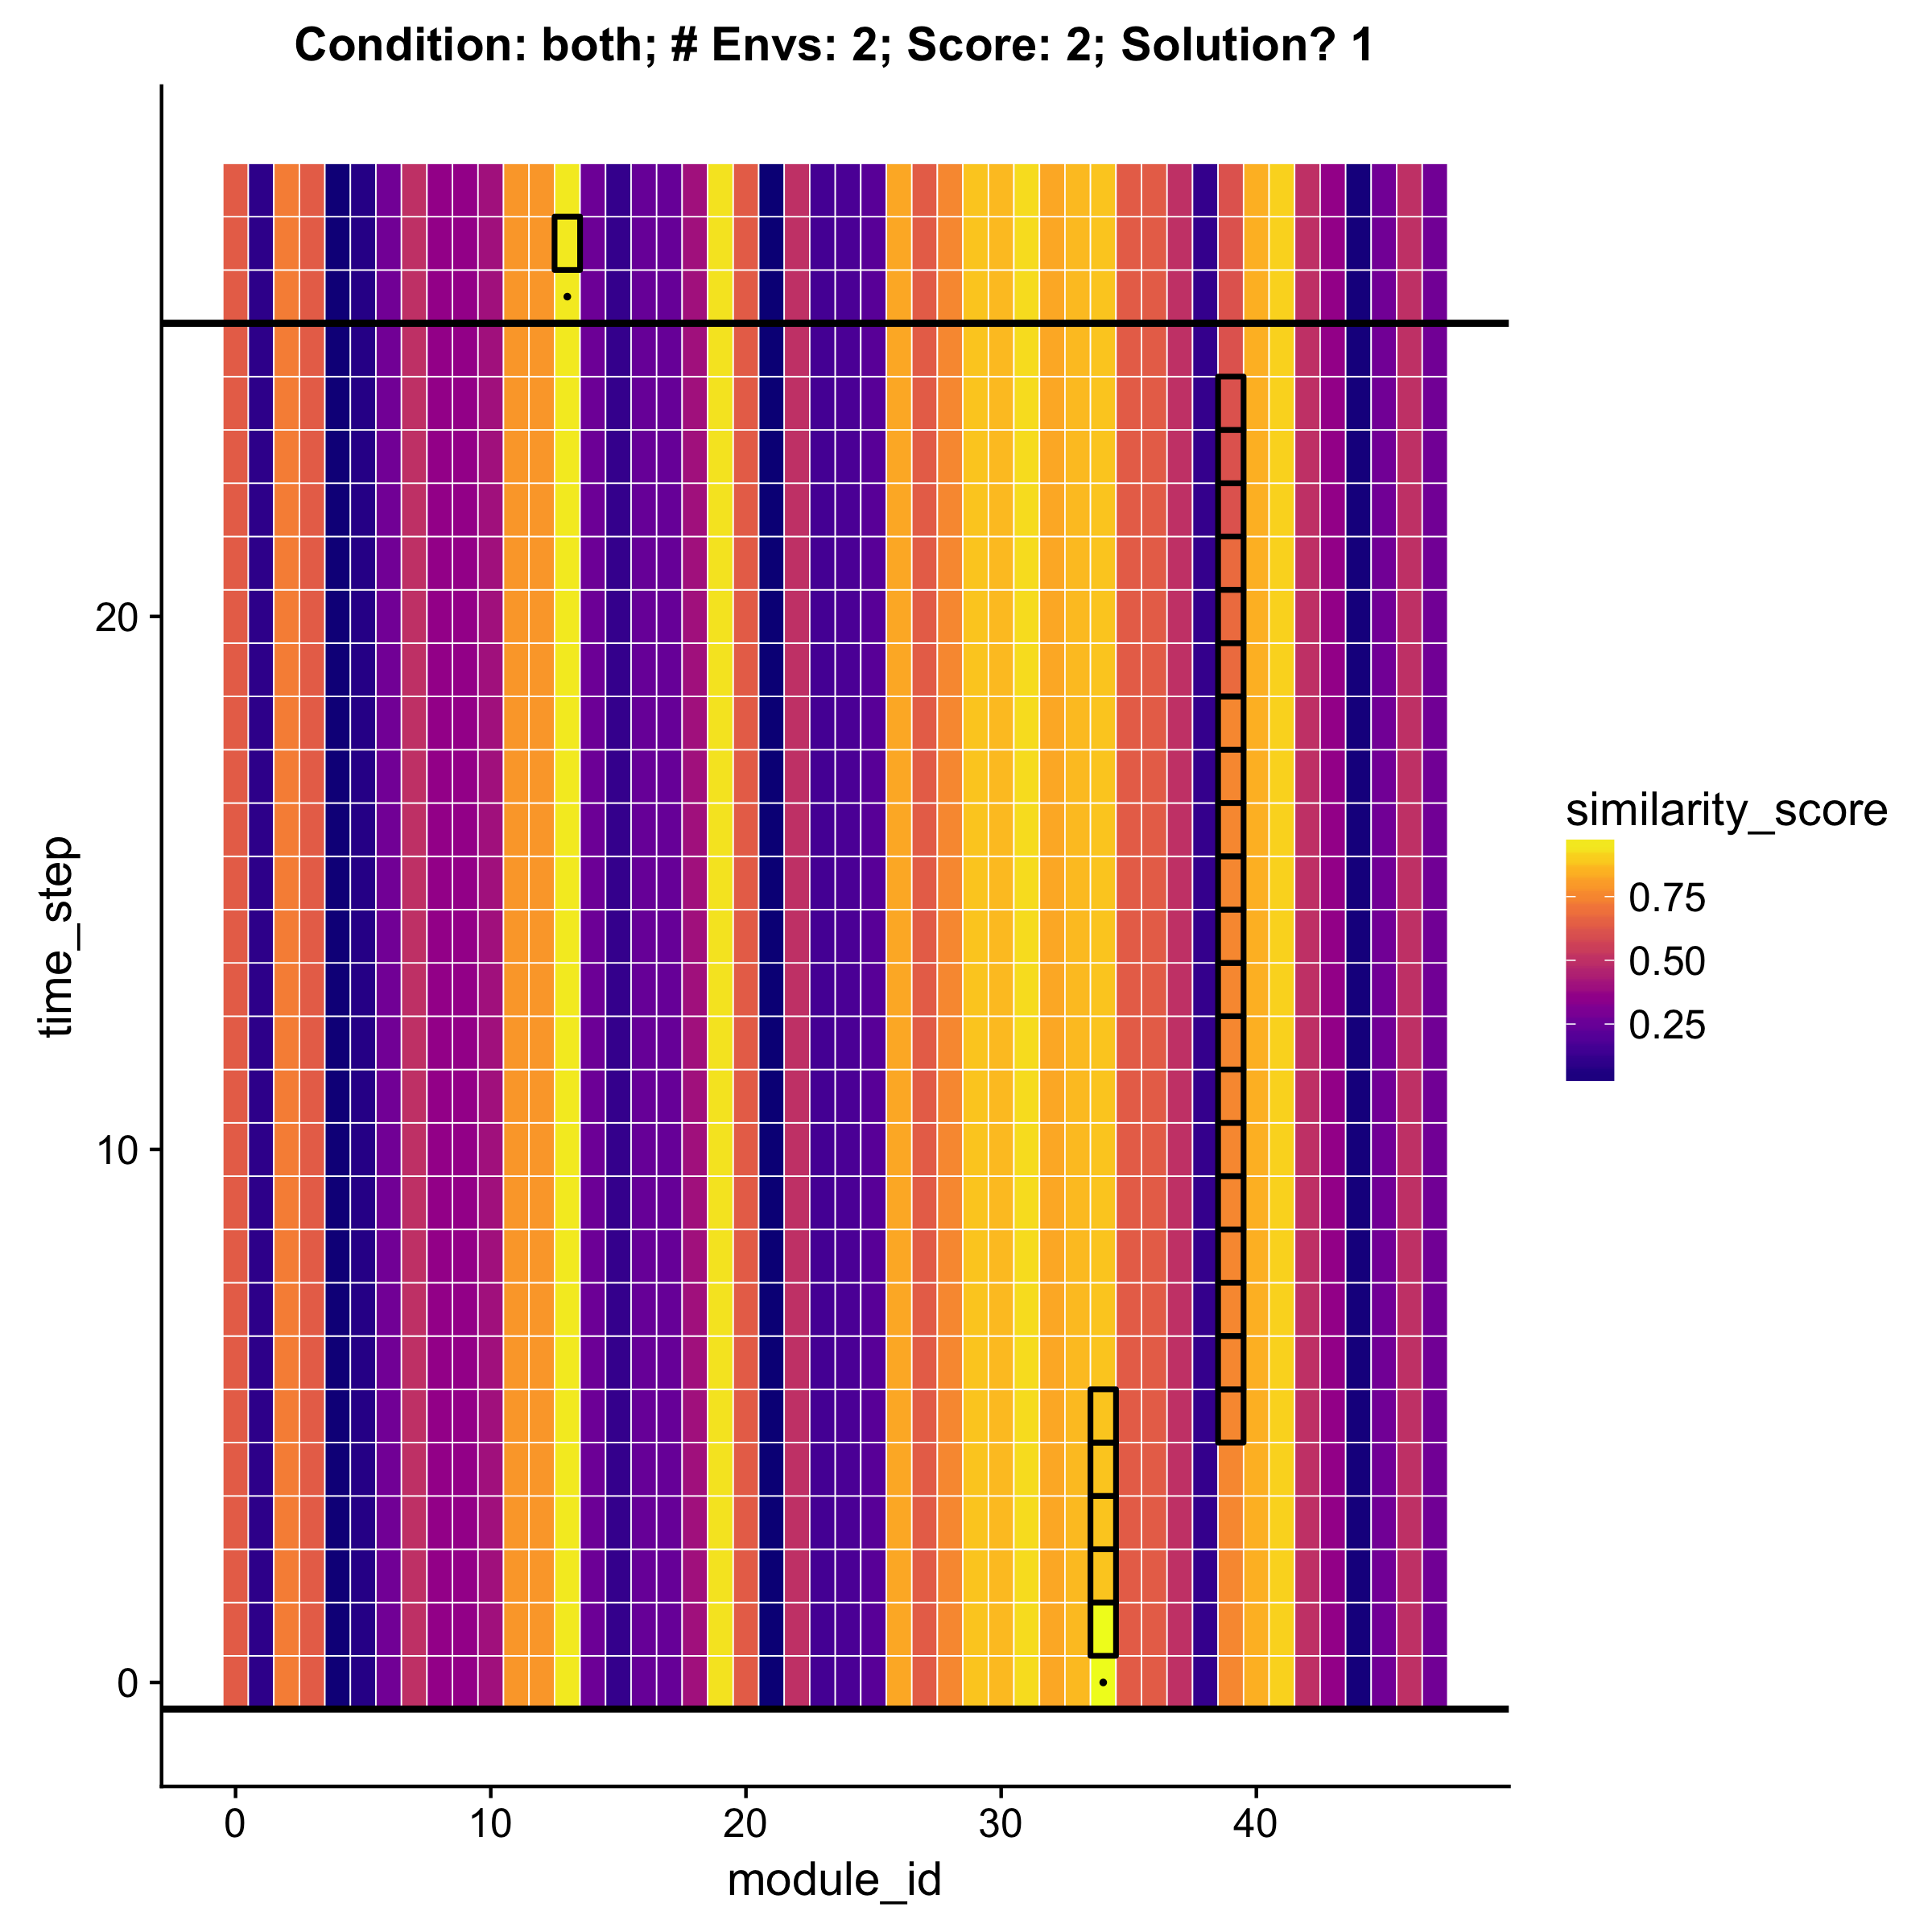 Condition: both; # Envs: 2; Score: 2; Solution? 1
time_step
20
10
0
0 10 20 30 40
module_id
similarity_score
0.75
0.50
0.25